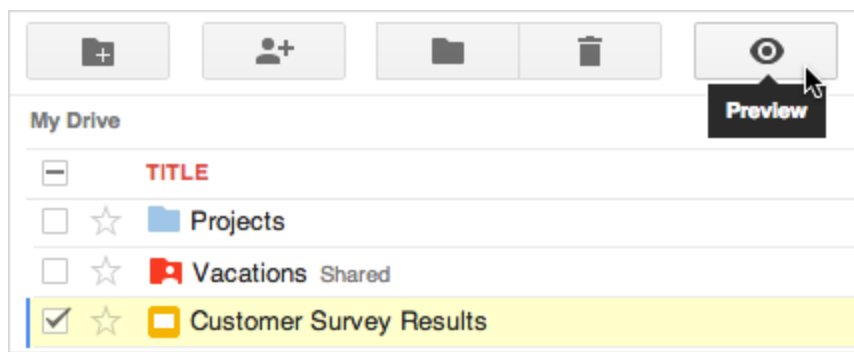 Preview
My Drive
TITLE
Projects
Vacations Shared
Customer Survey Results